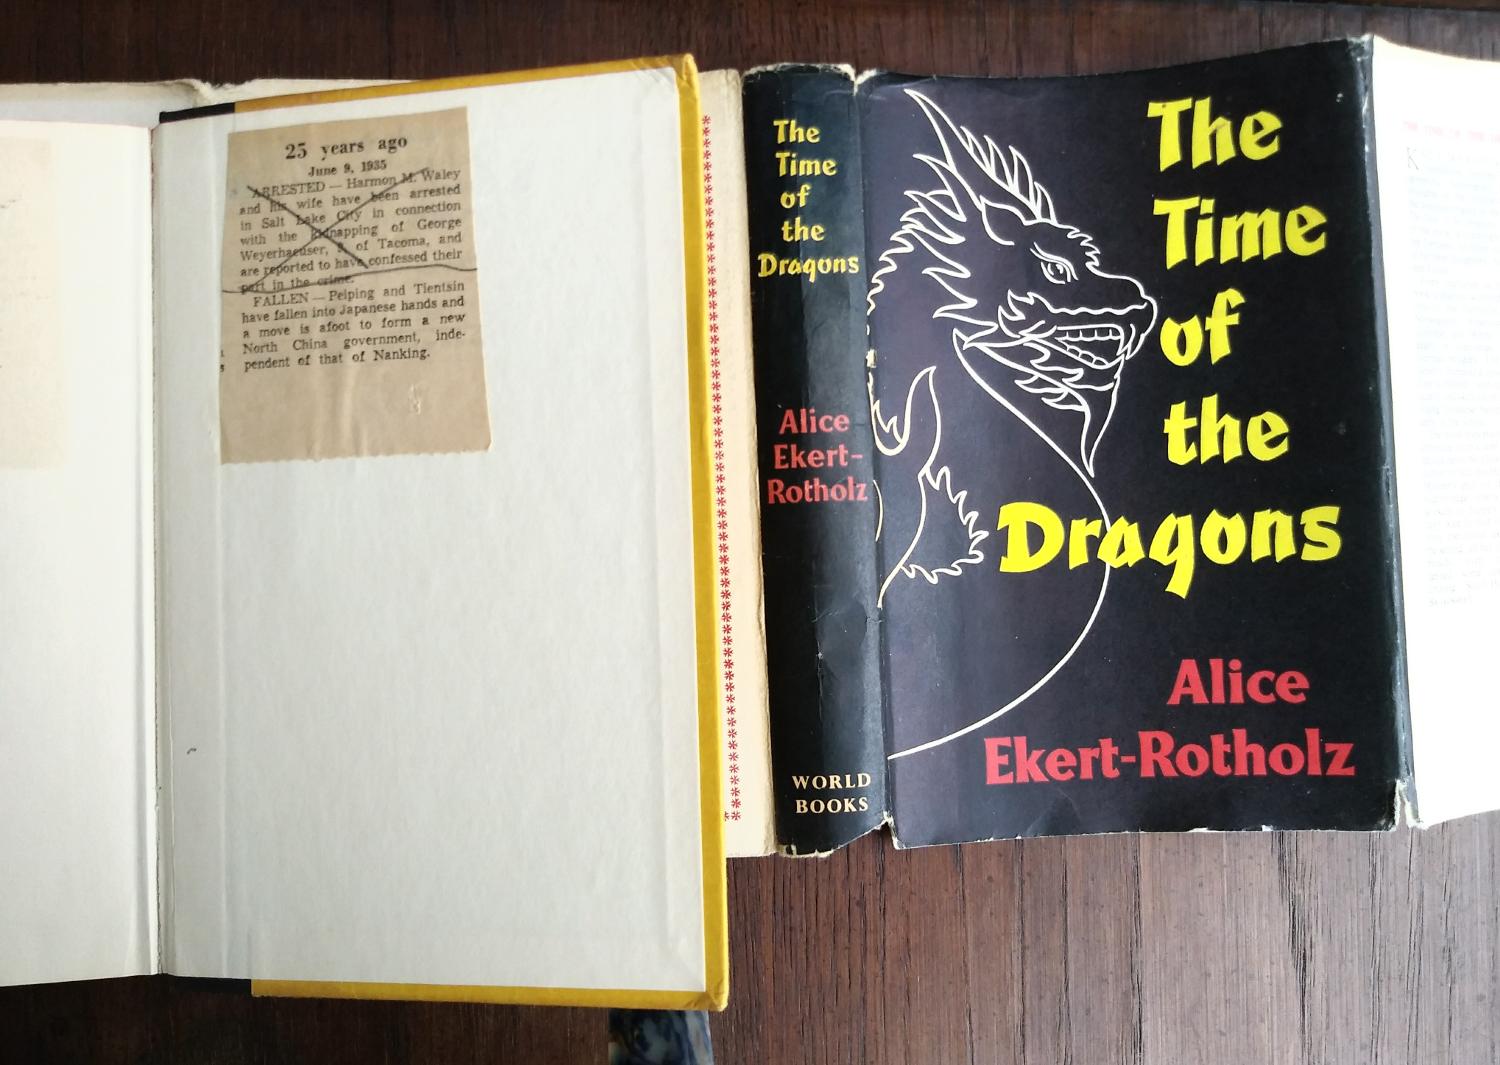 25 years ago
June 9, 1935
ARRESTED — Harmon M. Waley
and his wife have been arrested
in Salt Lake City in connection
with the kidnapping of George
Weyerhaeuser, of Tacoma, and
are reported to have confessed their
part in the crime.
FALLEN — Peiping and Tientsin
have fallen into Japanese hands and
a move is afoot to form a new
North China government, inde-
pendent of that of Nanking.
The
Time
of
the
Dragons
Alice
Ekert-
Rotholz
WORLD
BOOKS
The
Time
of
the
Dragons
Alice
Ekert-Rotholz